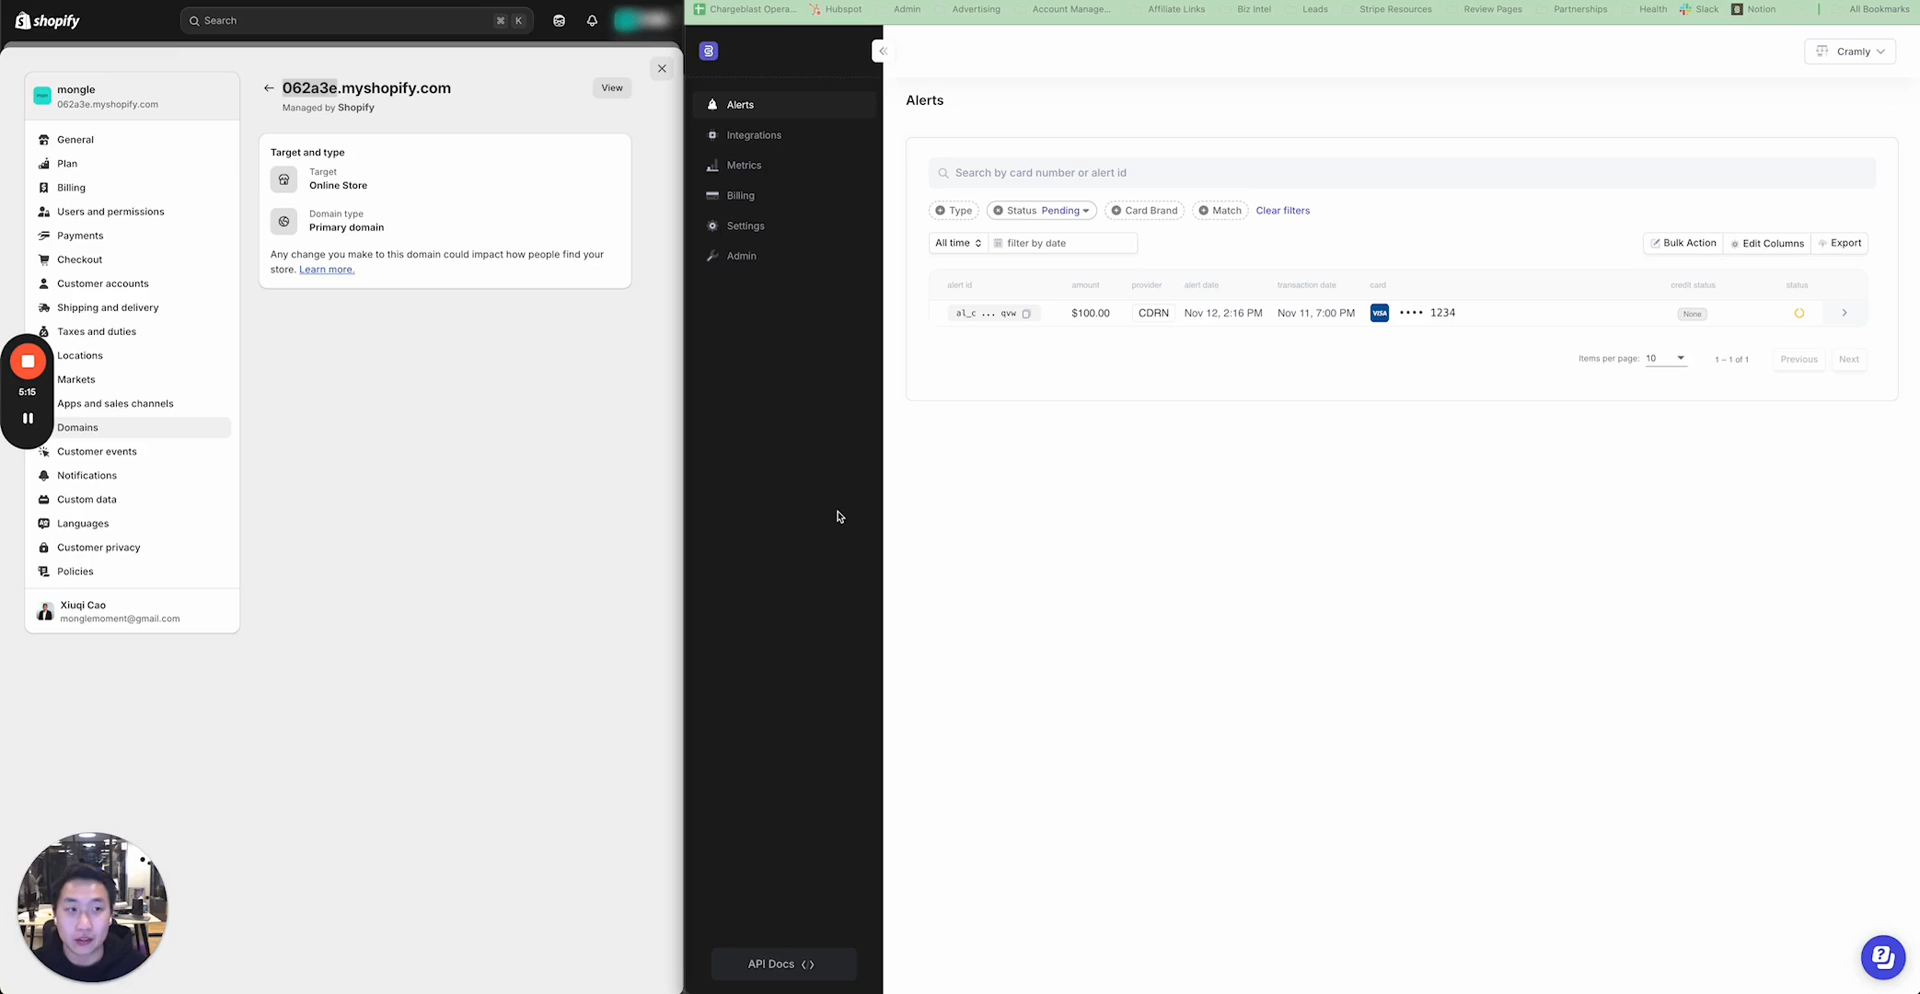 shopify
Search
⌘ K
mongle
062a3e.myshopify.com
General
Plan
Billing
Users and permissions
Payments
Checkout
Customer accounts
Shipping and delivery
Taxes and duties
Locations
Markets
Apps and sales channels
Domains
Customer events
Notifications
Custom data
Languages
Customer privacy
Policies
Xiuqi Cao
monglemoment@gmail.com
5:15
062a3e.myshopify.com
Managed by Shopify
View
Target and type
Target
Online Store
Domain type
Primary domain
Any change you make to this domain could impact how people find your
store. Learn more.
Chargeblast Opera... Hubspot Admin Advertising Account Manage... Affiliate Links Biz Intel Leads Stripe Resources Review Pages Partnerships Health Slack Notion All Bookmarks
Alerts
Integrations
Metrics
Billing
Settings
Admin
API Docs
Cramly
Alerts
Search by card number or alert id
Type Status Pending Card Brand Match Clear filters
All time filter by date Bulk Action Edit Columns Export
alert id amount provider alert date transaction date card credit status status
al_c ... qvw $100.00 CDRN Nov 12, 2:16 PM Nov 11, 7:00 PM VISA •••• 1234 None
Items per page: 10 1 – 1 of 1 Previous Next